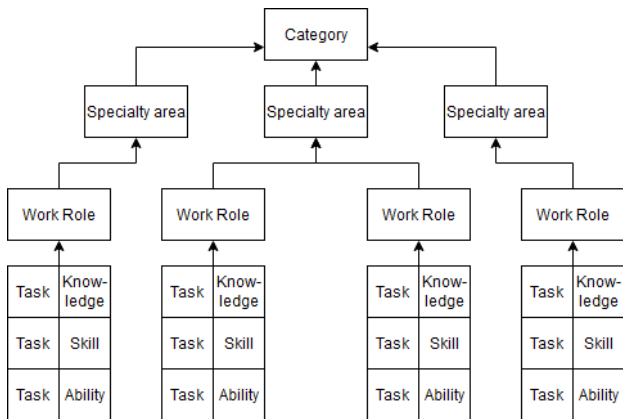 Category
Specialty area
Specialty area
Specialty area
Work Role
Work Role
Work Role
Work Role
Task
Know-
ledge
Task
Know-
ledge
Task
Know-
ledge
Task
Know-
ledge
Task
Skill
Task
Skill
Task
Skill
Task
Skill
Task
Ability
Task
Ability
Task
Ability
Task
Ability